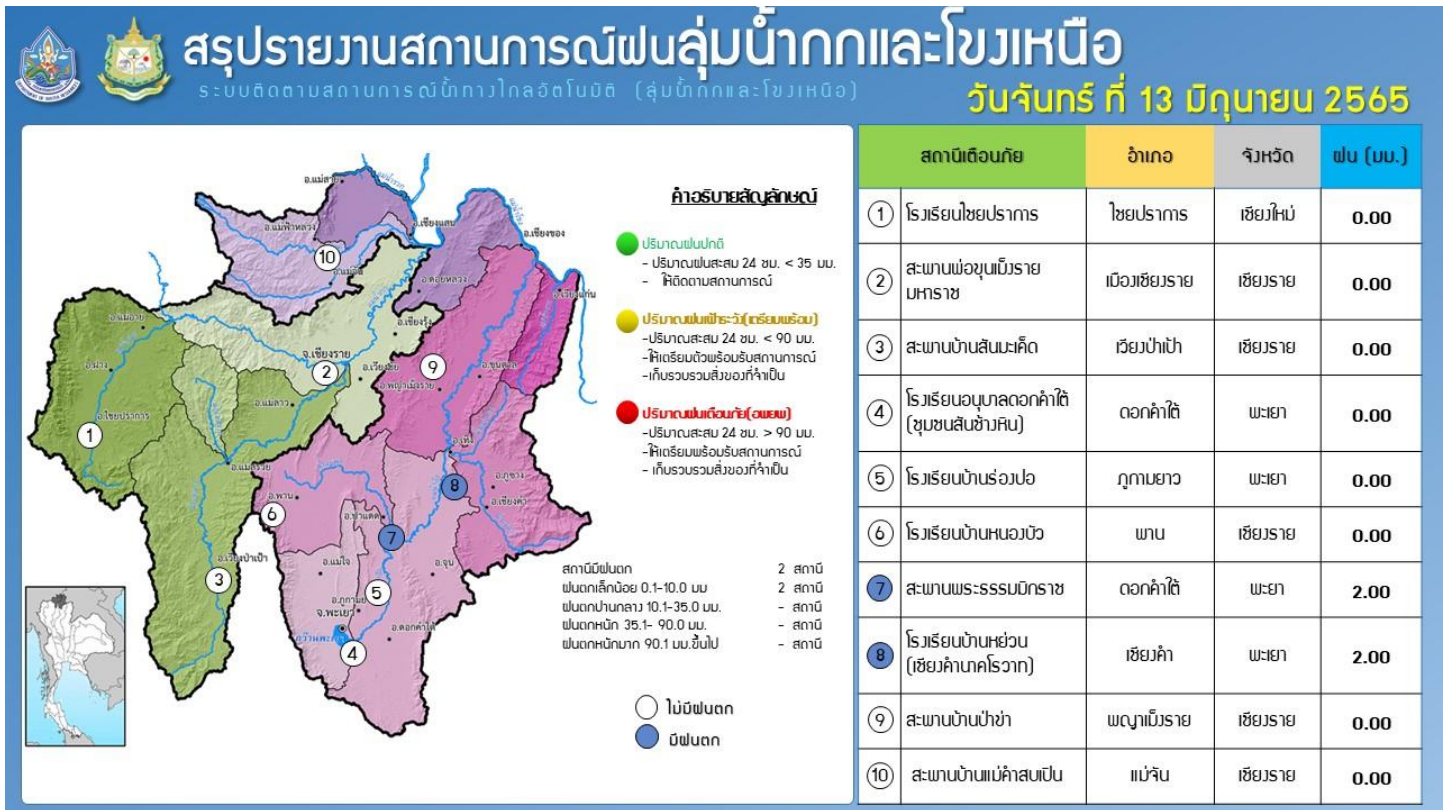 สรุปรายงานสถานการณ์ฝนลุ่มน้ำกกและโขงเหนือ
ระบบติดตามสถานการณ์น้ำทางไกลอัตโนมัติ (ลุ่มน้ำกกและโขงเหนือ)
วันจันทร์ ที่ 13 มิถุนายน 2565
อ.แม่สาย
อ.แม่ฟ้าหลวง
อ.เชียงแสน
อ.เชียงของ
10
อ.ดอยหลวง
อ.เวียงแก่น
อ.แม่อาย
อ.เชียงรุ้ง
จ.เชียงราย
อ.ฝาง
2
9
อ.ขุนตาล
อ.พญาเม็งราย
อ.แม่ลาว
อ.ไชยปราการ
1
อ.เทิง
อ.แม่สรวย
8
อ.ภูซาง
อ.เชียงคำ
อ.พาน
6
อ.ป่าแดด
7
อ.เวียงป่าเป้า
3
อ.แม่ใจ
อ.จุน
5
จ.พะเยา
อ.ดอกคำใต้
4
คำอธิบายสัญลักษณ์
ปริมาณฝนปกติ
- ปริมาณฝนสะสม 24 ชม. < 35 มม.
- ให้ติดตามสถานการณ์
ปริมาณฝนเฝ้าระวัง(เตรียมพร้อม)
-ปริมาณสะสม 24 ชม. < 90 มม.
-ให้เตรียมตัวพร้อมรับสถานการณ์
-เก็บรวบรวมสิ่งของที่จำเป็น
ปริมาณฝนเตือนภัย(อพยพ)
-ปริมาณสะสม 24 ชม. > 90 มม.
-ให้เตรียมพร้อมรับสถานการณ์
- เก็บรวบรวมสิ่งของที่จำเป็น
สถานีมีฝนตก 2 สถานี
ฝนตกเล็กน้อย 0.1-10.0 มม 2 สถานี
ฝนตกปานกลาง 10.1-35.0 มม. - สถานี
ฝนตกหนัก 35.1- 90.0 มม. - สถานี
ฝนตกหนักมาก 90.1 มม.ขึ้นไป - สถานี
ไม่มีฝนตก
มีฝนตก
สถานีเตือนภัย อำเภอ จังหวัด ฝน (มม.)
1 โรงเรียนไชยปราการ ไชยปราการ เชียงใหม่ 0.00
2 สะพานพ่อขุนเม็งราย
มหาราช เมืองเชียงราย เชียงราย 0.00
3 สะพานบ้านสันมะเค็ด เวียงป่าเป้า เชียงราย 0.00
4 โรงเรียนอนุบาลดอกคำใต้
(ชุมชนสันช้างหิน) ดอกคำใต้ พะเยา 0.00
5 โรงเรียนบ้านร่องปอ ภูกามยาว พะเยา 0.00
6 โรงเรียนบ้านหนองบัว พาน เชียงราย 0.00
7 สะพานพระธรรมมิกราช ดอกคำใต้ พะยา 2.00
8 โรงเรียนบ้านหย่วน
(เชียงคำนาคโรวาท) เชียงคำ พะเยา 2.00
9 สะพานบ้านป่าข่า พญาเม็งราย เชียงราย 0.00
10 สะพานบ้านแม่คำสบเปิน แม่จัน เชียงราย 0.00